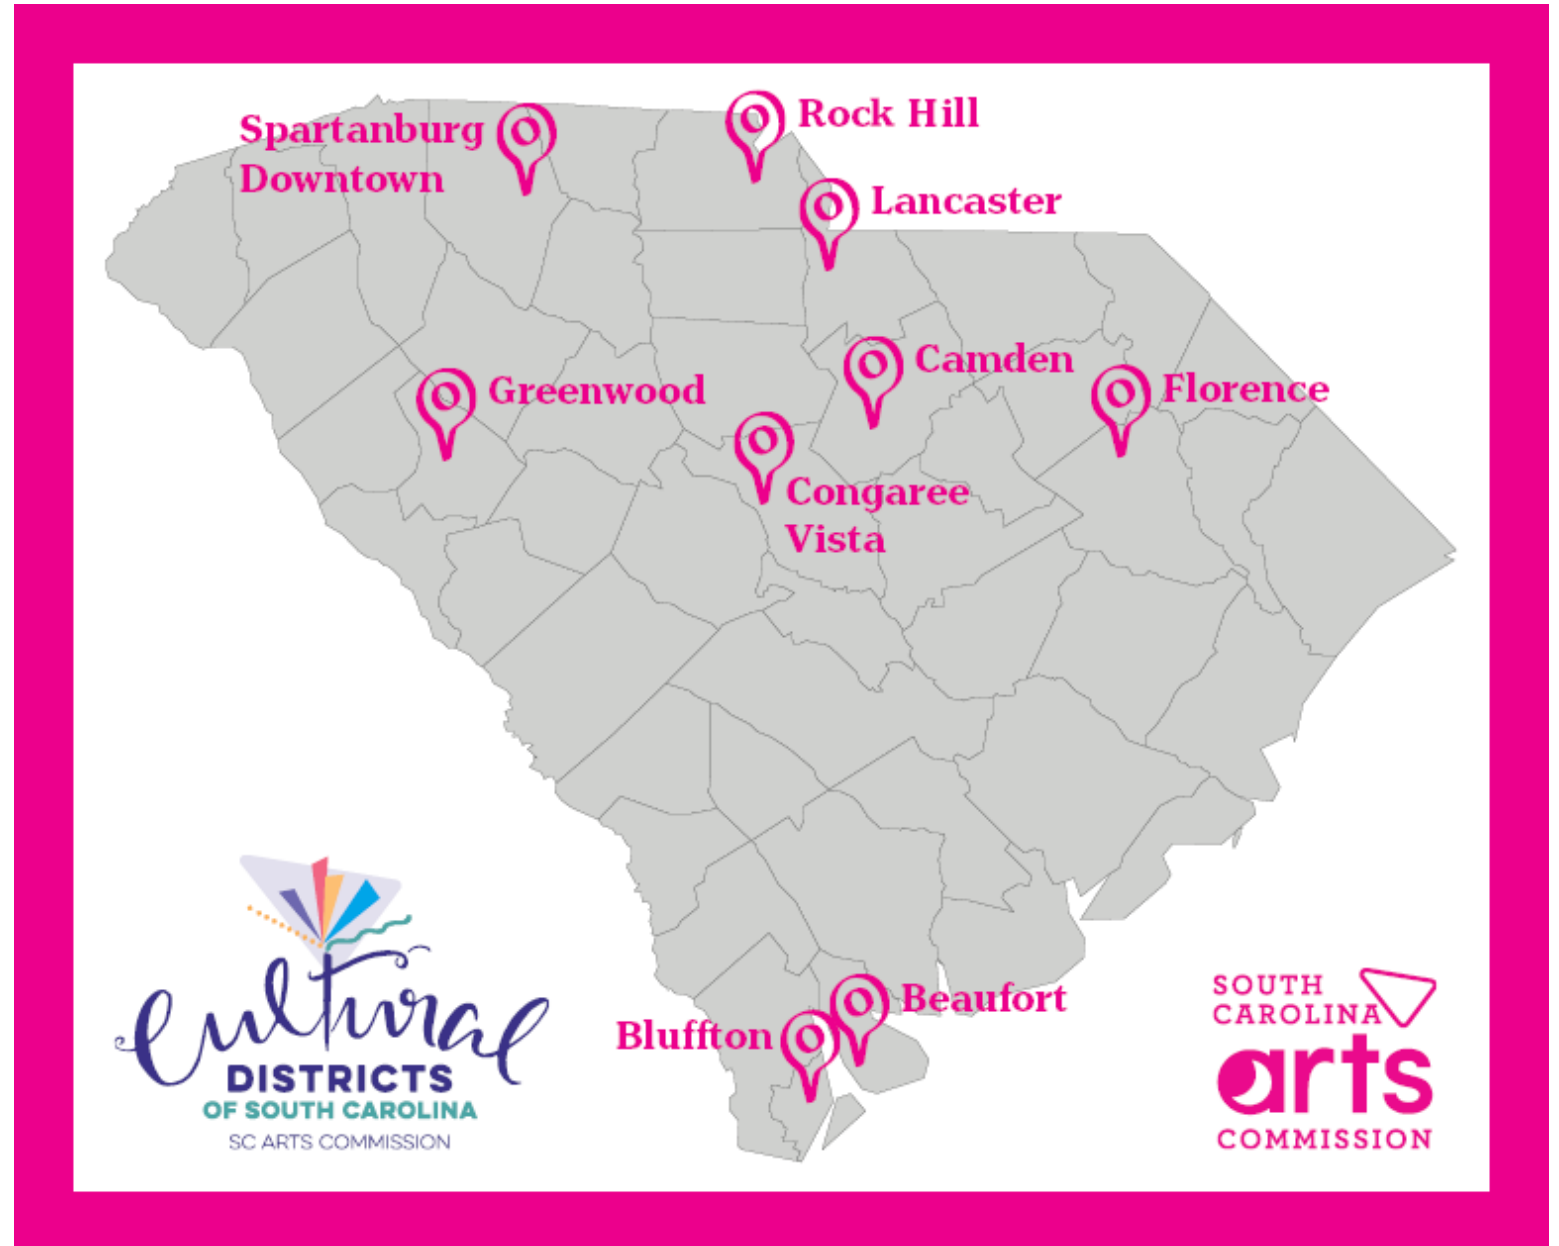 Spartanburg
Downtown
Rock Hill
Lancaster
Camden
Greenwood
Florence
Congaree
Vista
Beaufort
Bluffton
Cultural
DISTRICTS
OF SOUTH CAROLINA
SC ARTS COMMISSION
SOUTH
CAROLINA
arts
COMMISSION